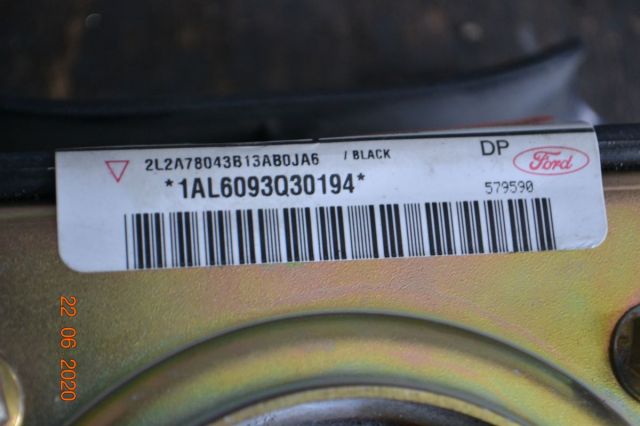 2L2A78043B13AB0JA6 / BLACK DP Ford
*1AL6093Q30194* 579590
22 06 2020